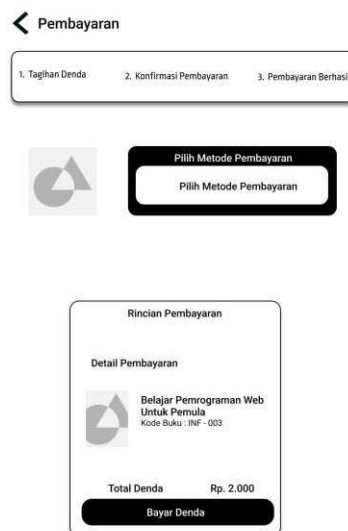 Pembayaran
1. Tagihan Denda 2. Konfirmasi Pembayaran 3. Pembayaran Berhasi
Pilih Metode Pembayaran
Pilih Metode Pembayaran
Rincian Pembayaran
Detail Pembayaran
Belajar Pemrograman Web
Untuk Pemula
Kode Buku : INF - 003
Total Denda Rp. 2.000
Bayar Denda